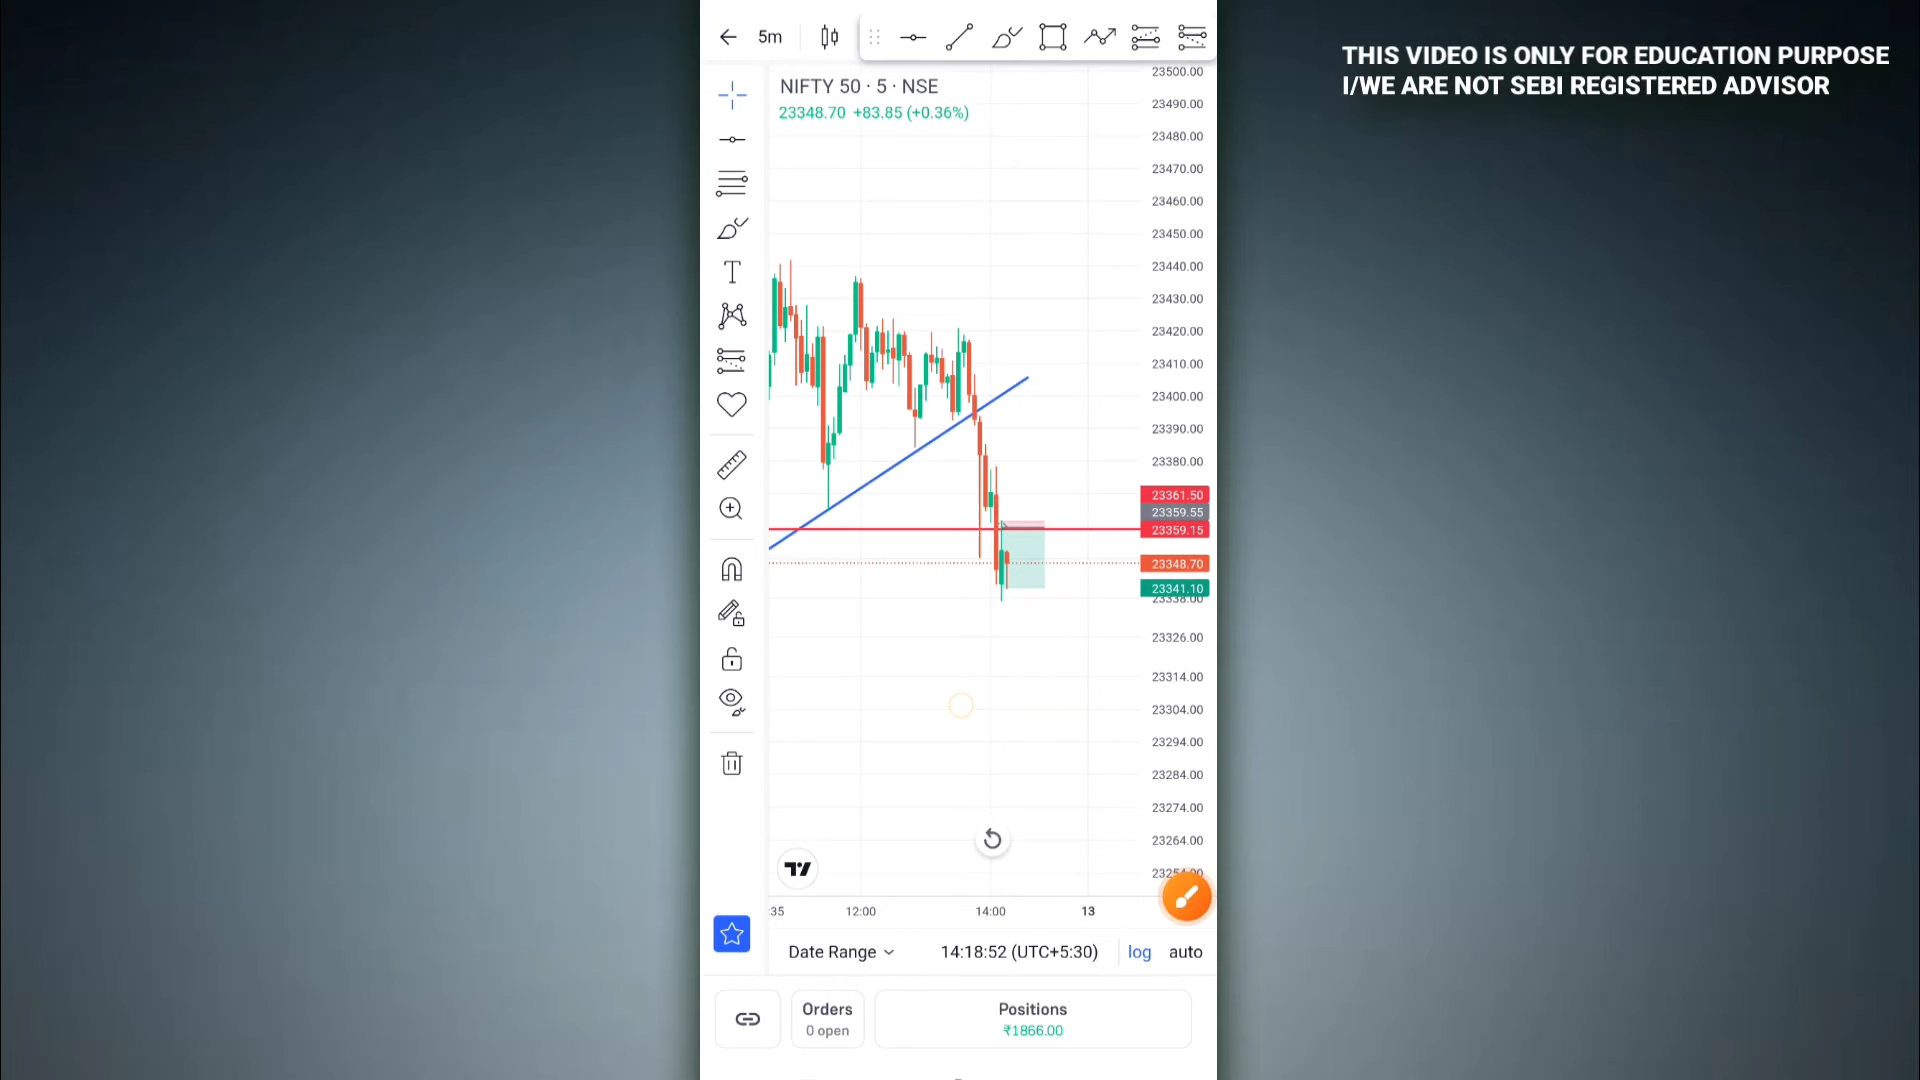 THIS VIDEO IS ONLY FOR EDUCATION PURPOSE
I/WE ARE NOT SEBI REGISTERED ADVISOR
5m
NIFTY 50 · 5 · NSE
23348.70 +83.85 (+0.36%)
23500.00
23490.00
23480.00
23470.00
23460.00
23450.00
23440.00
23430.00
23420.00
23410.00
23400.00
23390.00
23380.00
23361.50
23359.55
23359.15
23348.70
23341.10
23338.00
23326.00
23314.00
23304.00
23294.00
23284.00
23274.00
23264.00
:35 12:00 14:00 13
Date Range 14:18:52 (UTC+5:30) log auto
Orders
0 open
Positions
₹1866.00